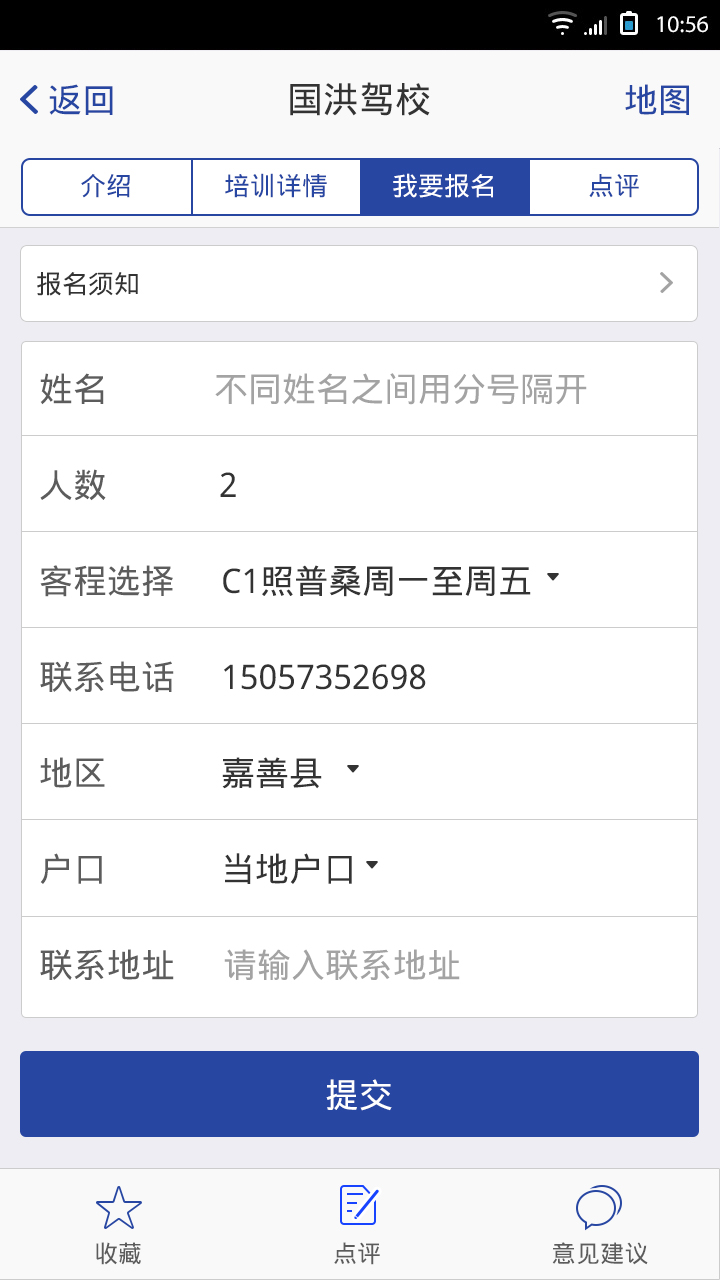 10:56
返回 国洪驾校 地图
介绍 培训详情 我要报名 点评
报名须知
姓名 不同姓名之间用分号隔开
人数 2
客程选择 C1照普桑周一至周五
联系电话 15057352698
地区 嘉善县
户口 当地户口
联系地址 请输入联系地址
提交
收藏 点评 意见建议